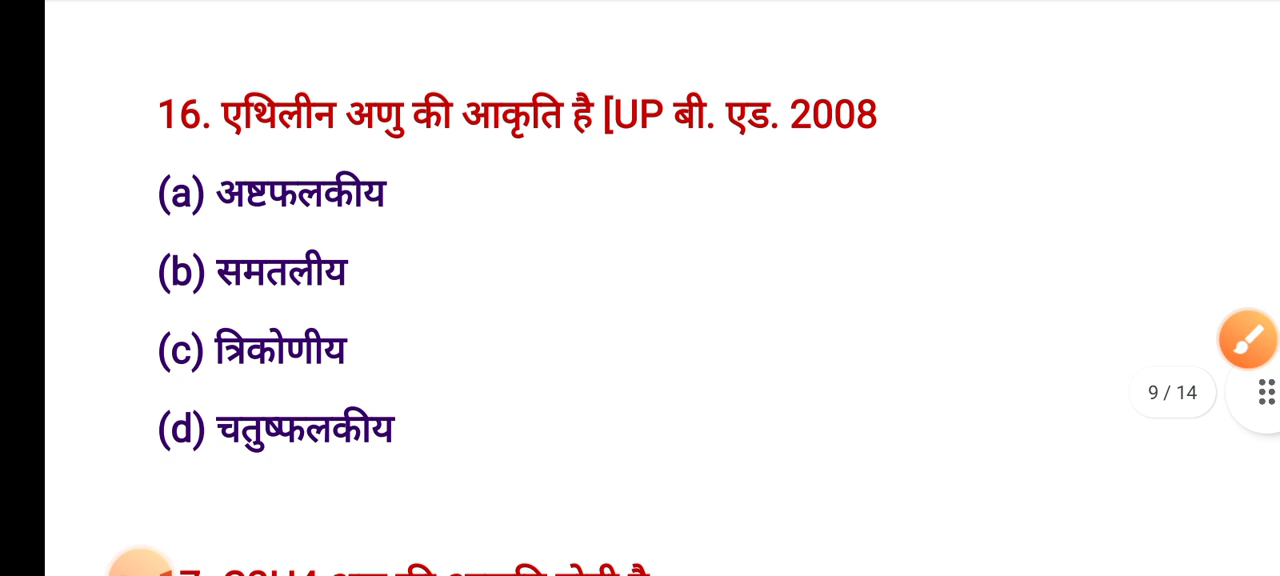 16. एथिलीन अणु की आकृति है [UP बी. एड. 2008
(a) अष्टफलकीय
(b) समतलीय
(c) त्रिकोणीय
(d) चतुष्फलकीय
9 / 14